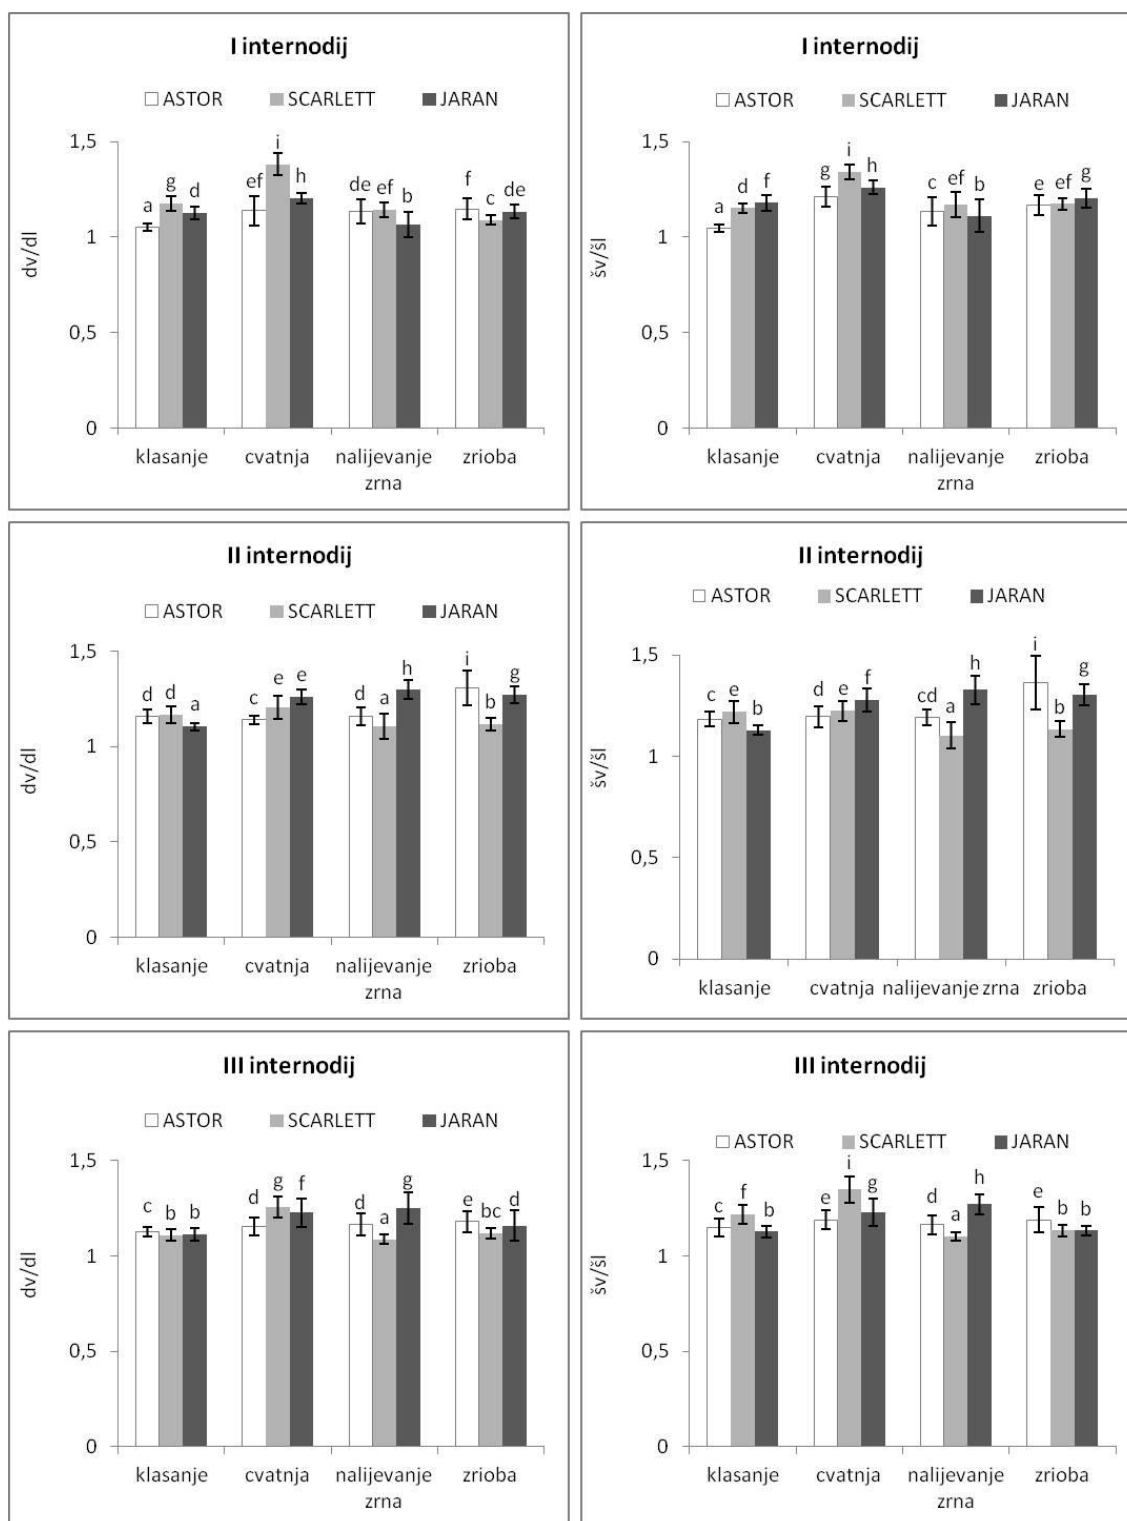 I internodij
ASTOR SCARLETT JARAN
i
g d ef h de ef b f c de
a
1,5
1
0,5
0
dv/dl
klasanje cvatnja nalijevanje zrioba
zrna
I internodij
ASTOR SCARLETT JARAN
i
a d f g h c ef b e ef g
1,5
1
0,5
0
šv/šl
klasanje cvatnja nalijevanje zrioba
zrna
II internodij
ASTOR SCARLETT JARAN
d d a c e e d a h i b g
1,5
1
0,5
0
dv/dl
klasanje cvatnja nalijevanje zrioba
zrna
II internodij
ASTOR SCARLETT JARAN
c e b d e f cd a h i b g
1,5
1
0,5
0
šv/šl
klasanje cvatnja nalijevanje zrna zrioba
III internodij
ASTOR SCARLETT JARAN
c b b d g f d a g e bc d
1,5
1
0,5
0
dv/dl
klasanje cvatnja nalijevanje zrioba
zrna
III internodij
ASTOR SCARLETT JARAN
c f b e i g d a h e b b
1,5
1
0,5
0
šv/šl
klasanje cvatnja nalijevanje zrioba
zrna